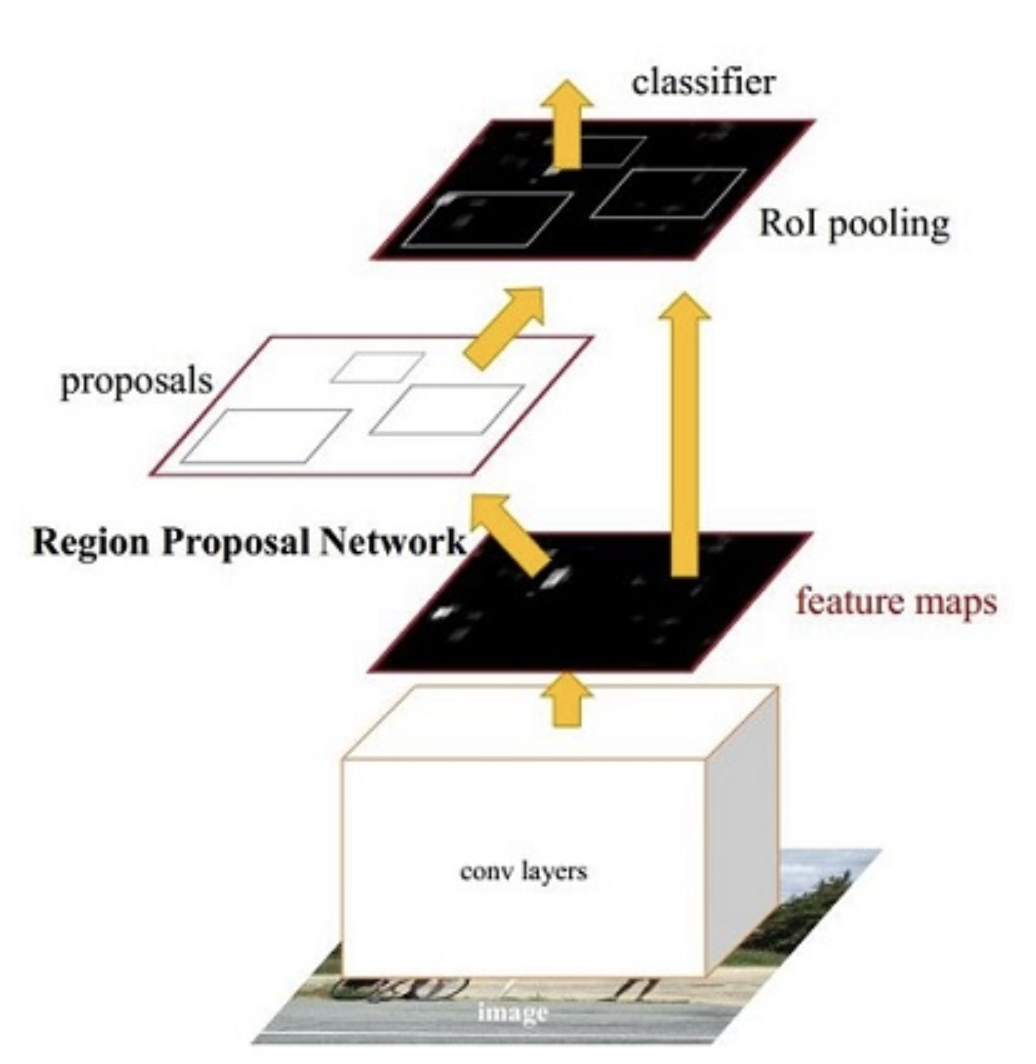 classifier
RoI pooling
proposals
Region Proposal Network
feature maps
conv layers
image